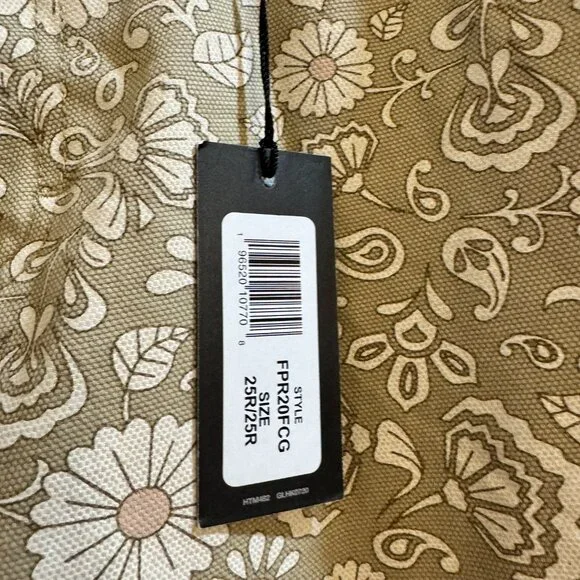 1 96520 10770 8
STYLE
FPR20FCG
SIZE
25R/25R